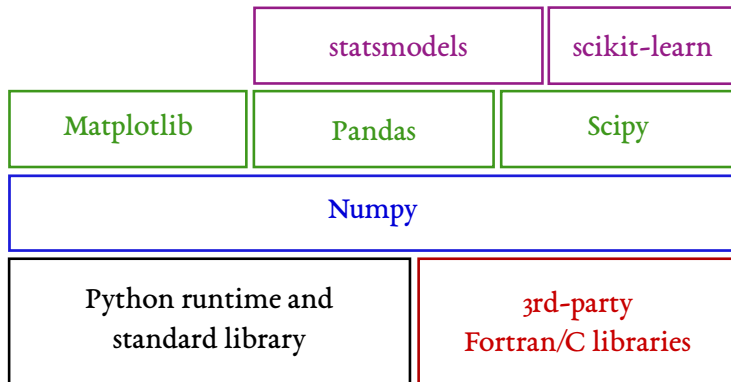 statsmodels
scikit-learn
Matplotlib
Pandas
Scipy
Numpy
Python runtime and
standard library
3rd-party
Fortran/C libraries